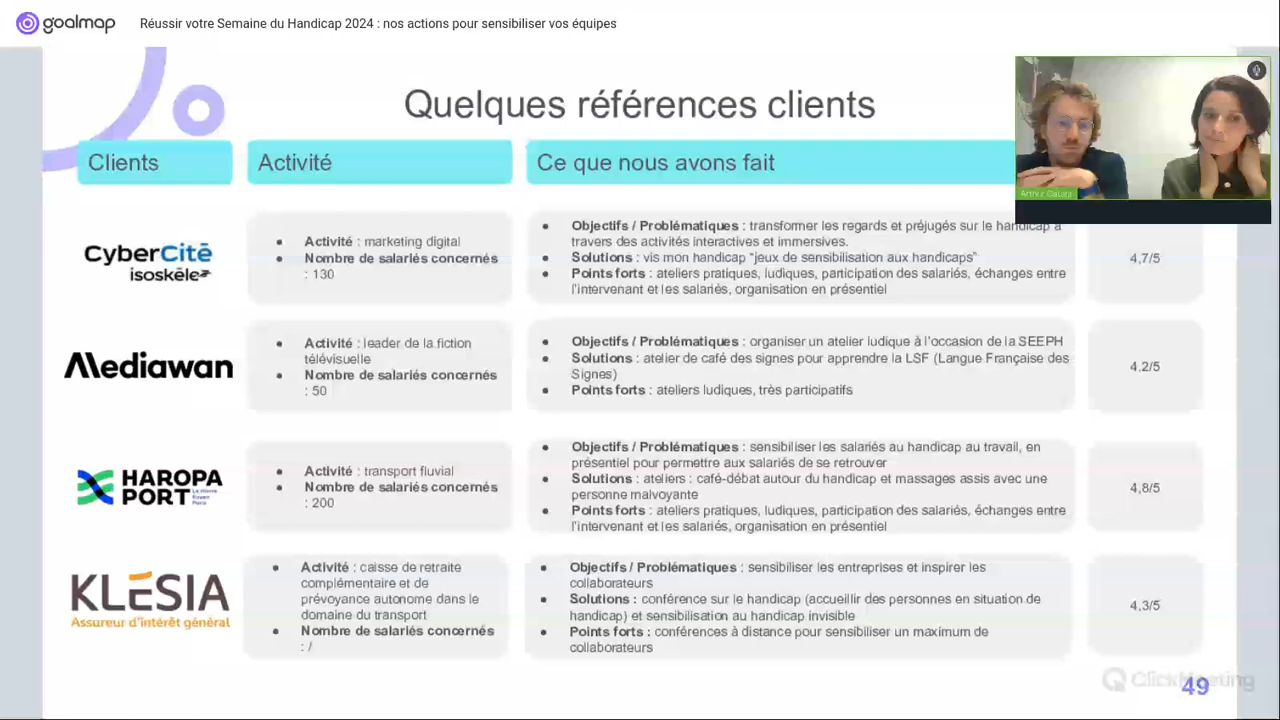 goalmap
Réussir votre Semaine du Handicap 2024 : nos actions pour sensibiliser vos équipes
Quelques références clients
Clients
Activité
Ce que nous avons fait
CyberCité
isoskèle
Activité : marketing digital
Nombre de salariés concernés
: 130
Objectifs / Problématiques : transformer les regards et préjugés sur le handicap à
travers des activités interactives et immersives.
Solutions : vis mon handicap “jeux de sensibilisation aux handicaps”
Points forts : ateliers pratiques, ludiques, participation des salariés, échanges entre
l'intervenant et les salariés, organisation en présentiel
4,7/5
Mediawan
Activité : leader de la fiction
télévisuelle
Nombre de salariés concernés
: 50
Objectifs / Problématiques : organiser un atelier ludique à l'occasion de la SEEPH
Solutions : atelier de café des signes pour apprendre la LSF (Langue Française des
Signes)
Points forts : ateliers ludiques, très participatifs
4,2/5
HAROPA
PORT
Activité : transport fluvial
Nombre de salariés concernés
: 200
Objectifs / Problématiques : sensibiliser les salariés au handicap au travail, en
présentiel pour permettre aux salariés de se retrouver
Solutions : ateliers : café-débat autour du handicap et massages assis avec une
personne malvoyante
Points forts : ateliers pratiques, ludiques, participation des salariés, échanges entre
l'intervenant et les salariés, organisation en présentiel
4,8/5
KLESIA
Assureur d'intérêt général
Activité : caisse de retraite
complémentaire et de
prévoyance autonome dans le
domaine du transport
Nombre de salariés concernés
: /
Objectifs / Problématiques : sensibiliser les entreprises et inspirer les
collaborateurs
Solutions : conférence sur le handicap (accueillir des personnes en situation de
handicap) et sensibilisation au handicap invisible
Points forts : conférences à distance pour sensibiliser un maximum de
collaborateurs
4,3/5
ClickMeeting
49